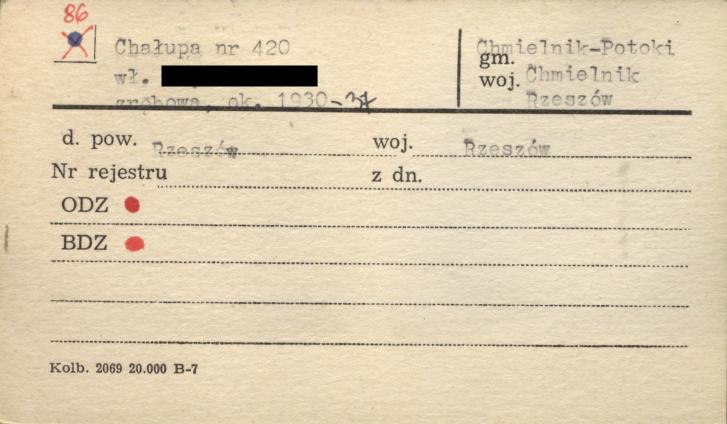 86
Chałupa nr 420
wł.
zrębowa, ok. 1930-37
Chmielnik-Potoki
gm. Chmielnik
woj. Rzeszów
d. pow. Rzeszów woj. Rzeszów
Nr rejestru z dn.
ODZ
BDZ
Kolb. 2069 20.000 B-7